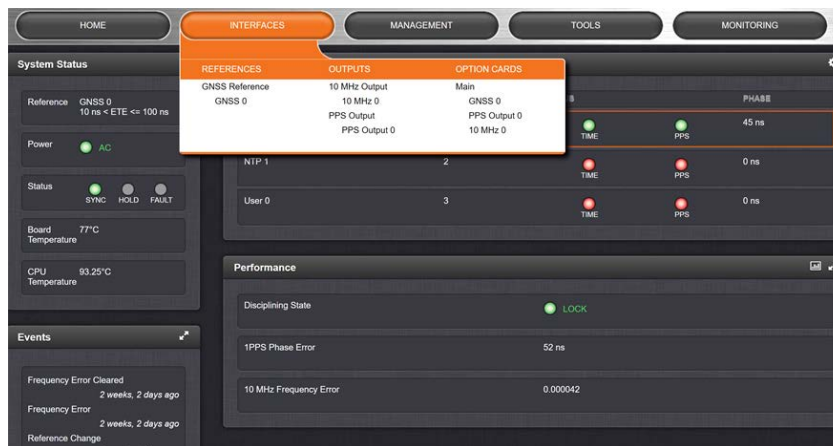 HOME
INTERFACES
MANAGEMENT
TOOLS
MONITORING
System Status
REFERENCES
OUTPUTS
OPTION CARDS
GNSS Reference
10 MHz Output
Main
GNSS 0
10 MHz 0
GNSS 0
PPS Output
PPS Output 0
PPS Output 0
10 MHz 0
Reference
GNSS 0
10 ns < ETE <= 100 ns
Power
AC
Status
SYNC
HOLD
FAULT
Board
Temperature
77°C
CPU
Temperature
93.25°C
PHASE
TIME
PPS
45 ns
NTP 1
2
TIME
PPS
0 ns
User 0
3
TIME
PPS
0 ns
Performance
Disciplining State
LOCK
1PPS Phase Error
52 ns
10 MHz Frequency Error
0.000042
Events
Frequency Error Cleared
2 weeks, 2 days ago
Frequency Error
2 weeks, 2 days ago
Reference Change